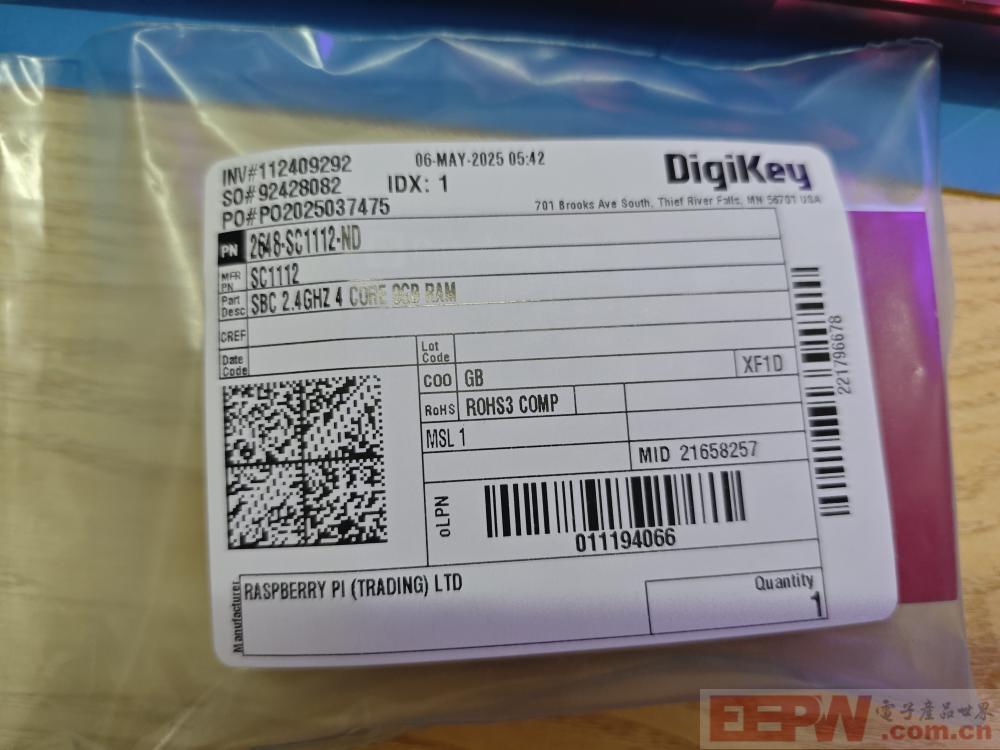 INV#112409292
SO#92428082
PO#PO2025037475
06-MAY-2025 05:42
IDX: 1
DigiKey
701 Brooks Ave South, Thief River Falls, MN 56701 USA
PN 2648-SC1112-ND
MFR PN SC1112
Part Desc SBC 2.4GHZ 4 CORE 8GB RAM
CREF
Date Code
Lot Code
COO GB
XF1D
RoHS ROHS3 COMP
MSL 1
MID 21658257
oLPN
011194066
221796678
Manufacturer
RASPBERRY PI (TRADING) LTD
Quantity
1
EEPW 電子產品世界
.com.cn